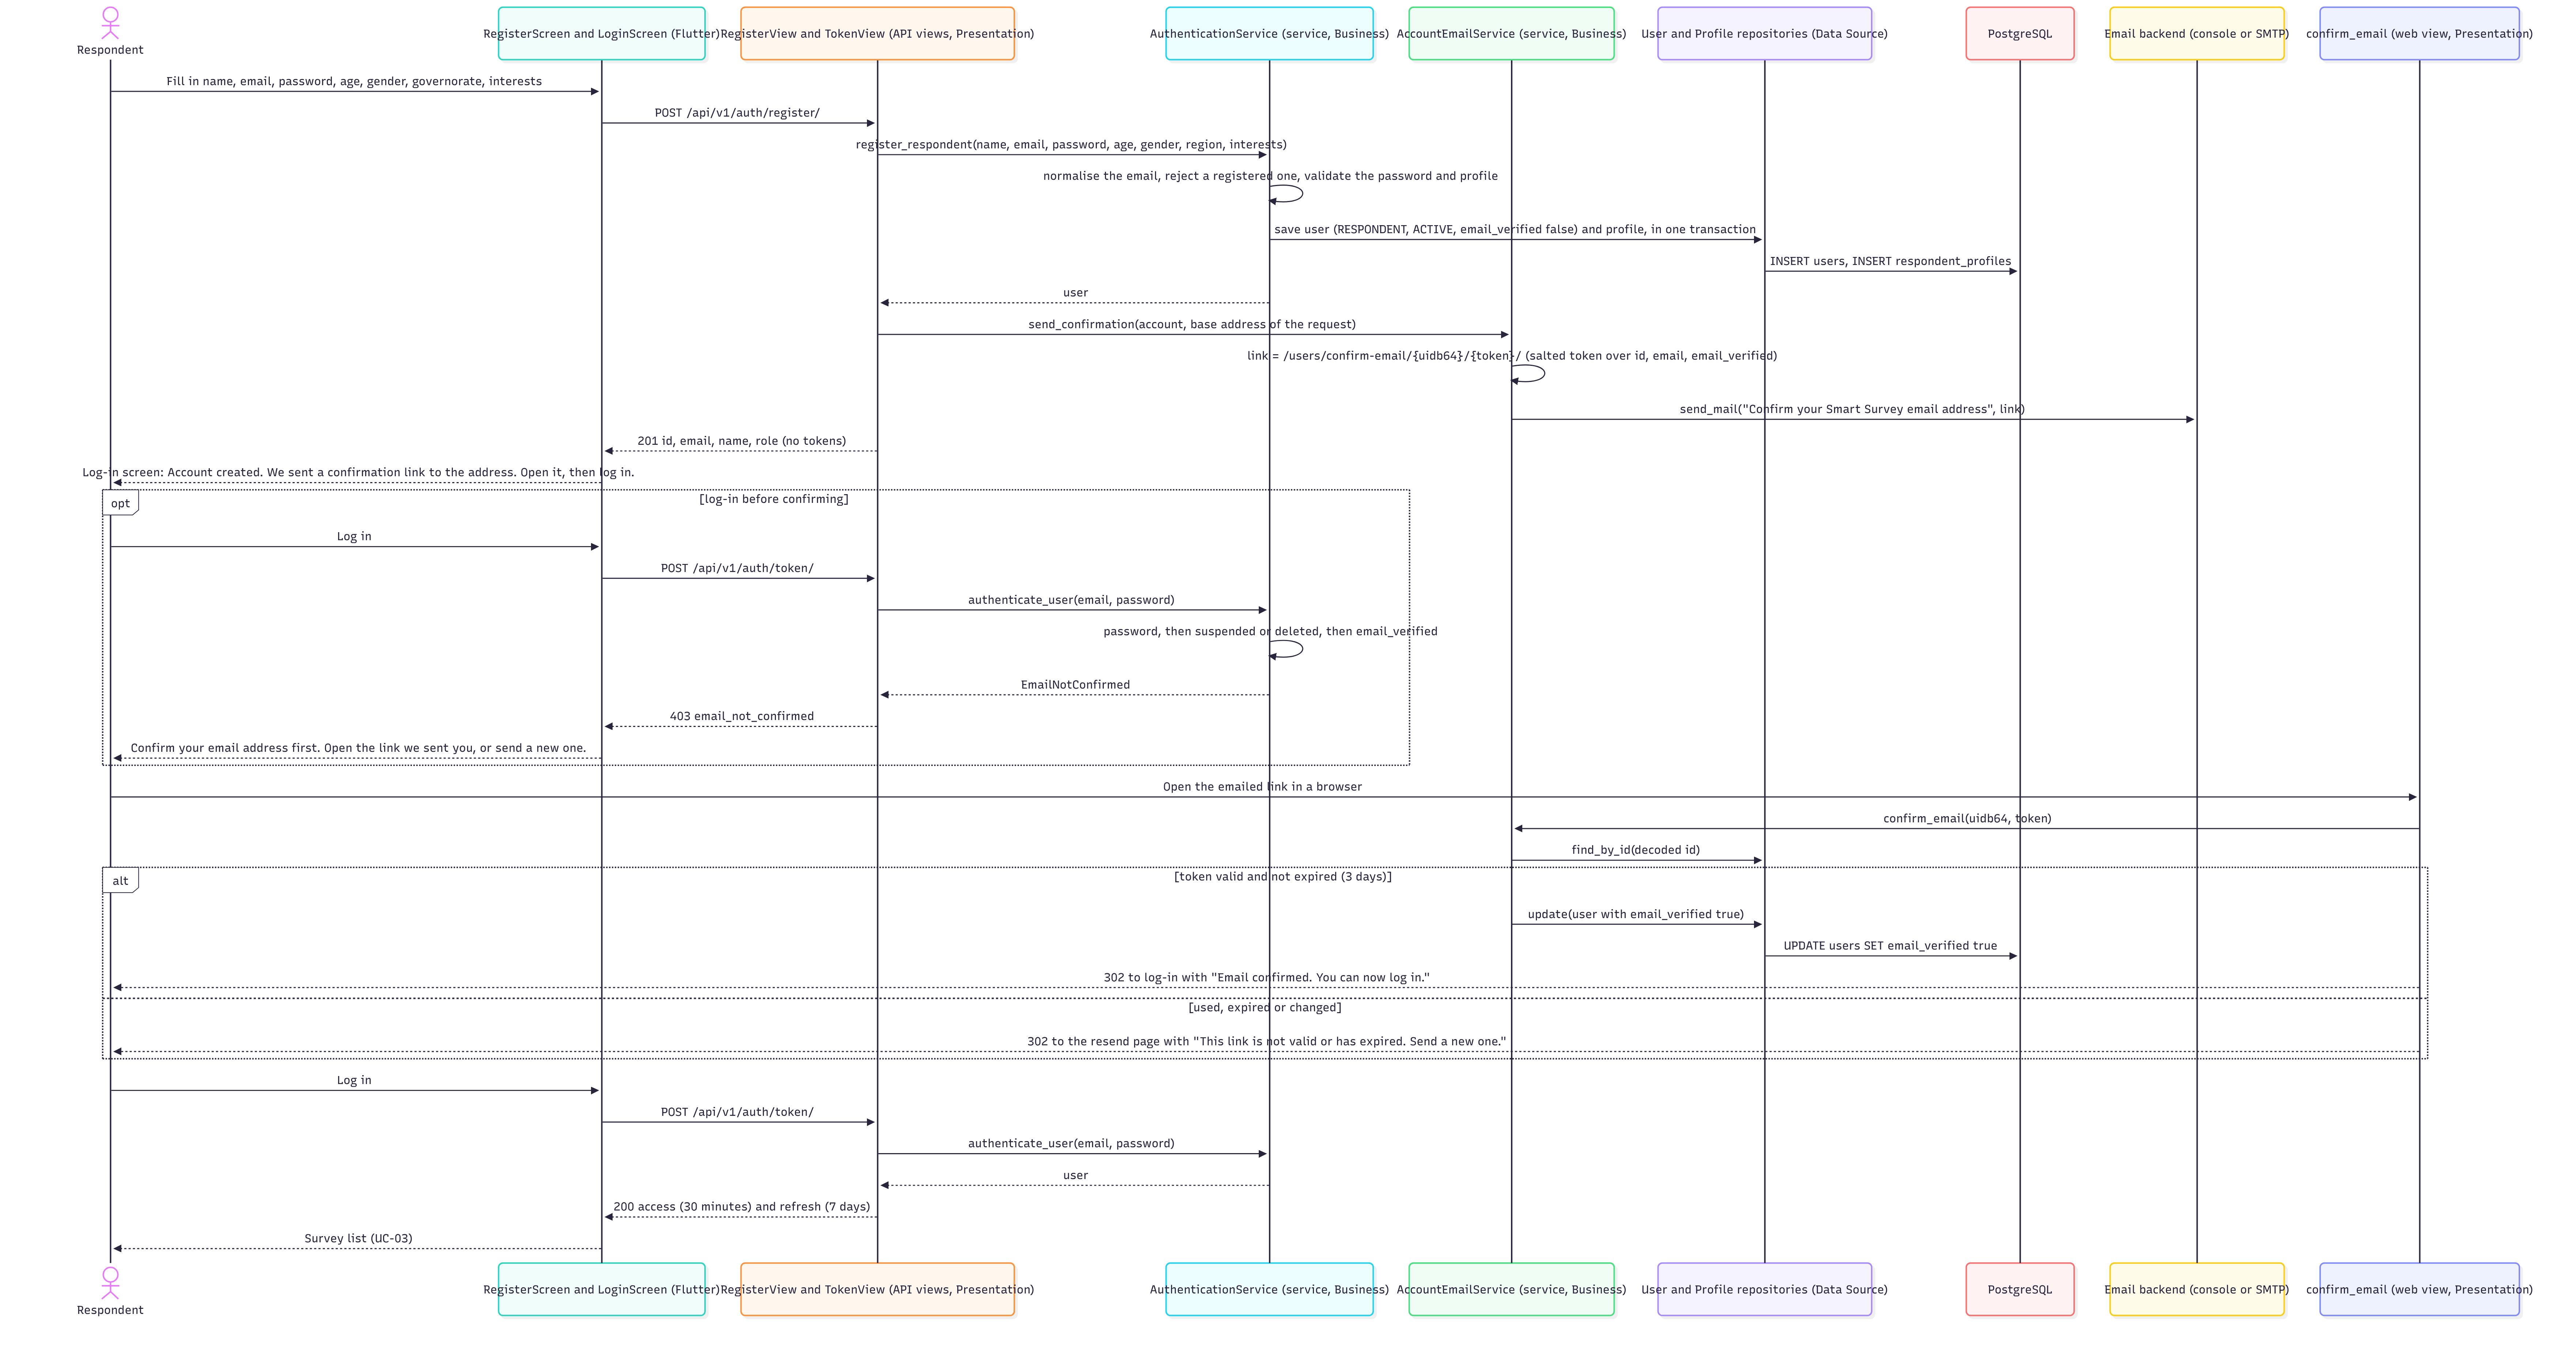 Respondent
RegisterScreen and LoginScreen (Flutter)
RegisterView and TokenView (API views, Presentation)
AuthenticationService (service, Business)
AccountEmailService (service, Business)
User and Profile repositories (Data Source)
PostgreSQL
Email backend (console or SMTP)
confirm_email (web view, Presentation)
Fill in name, email, password, age, gender, governorate, interests
POST /api/v1/auth/register/
register_respondent(name, email, password, age, gender, region, interests)
normalise the email, reject a registered one, validate the password and profile
save user (RESPONDENT, ACTIVE, email_verified false) and profile, in one transaction
INSERT users, INSERT respondent_profiles
user
send_confirmation(account, base address of the request)
link = /users/confirm-email/{uidb64}/{token}/ (salted token over id, email, email_verified)
send_mail("Confirm your Smart Survey email address", link)
201 id, email, name, role (no tokens)
Log-in screen: Account created. We sent a confirmation link to the address. Open it, then log in.
opt
[log-in before confirming]
Log in
POST /api/v1/auth/token/
authenticate_user(email, password)
password, then suspended or deleted, then email_verified
EmailNotConfirmed
403 email_not_confirmed
Confirm your email address first. Open the link we sent you, or send a new one.
Open the emailed link in a browser
confirm_email(uidb64, token)
find_by_id(decoded id)
alt
[token valid and not expired (3 days)]
update(user with email_verified true)
UPDATE users SET email_verified true
302 to log-in with "Email confirmed. You can now log in."
[used, expired or changed]
302 to the resend page with "This link is not valid or has expired. Send a new one."
Log in
POST /api/v1/auth/token/
authenticate_user(email, password)
user
200 access (30 minutes) and refresh (7 days)
Survey list (UC-03)
Respondent
RegisterScreen and LoginScreen (Flutter)
RegisterView and TokenView (API views, Presentation)
AuthenticationService (service, Business)
AccountEmailService (service, Business)
User and Profile repositories (Data Source)
PostgreSQL
Email backend (console or SMTP)
confirm_email (web view, Presentation)